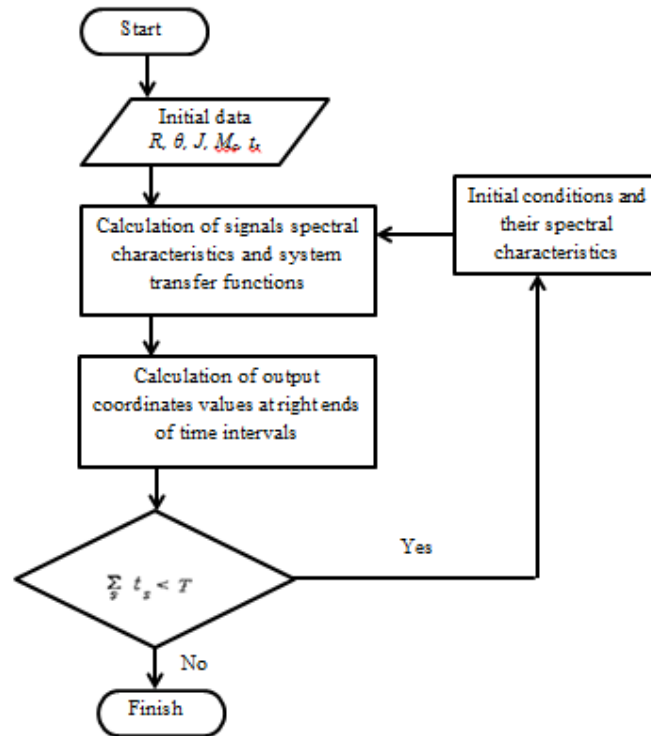 Start
Initial data
R, θ, J, Mc, ts
Calculation of signals spectral
characteristics and system
transfer functions
Initial conditions and
their spectral
characteristics
Calculation of output
coordinates values at right ends
of time intervals
Σ t_s < T
s
Yes
No
Finish